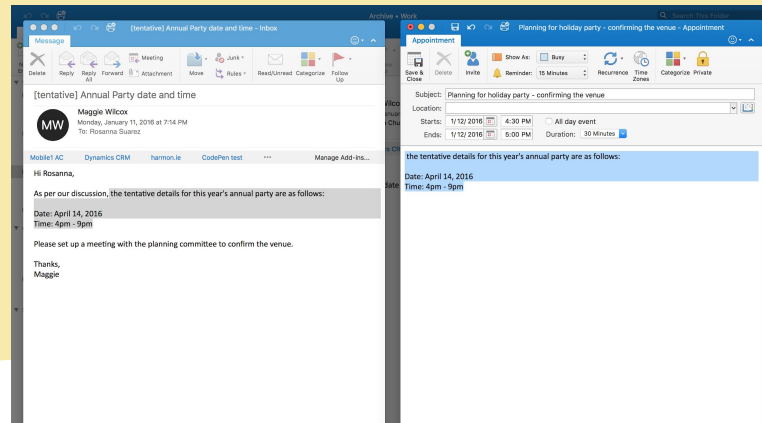 Archive • Work
Search This Folder
[tentative] Annual Party date and time - Inbox
Message
Delete
Reply
Reply All
Forward
Meeting
Attachment
Move
Junk
Rules
Read/Unread
Categorize
Follow Up
[tentative] Annual Party date and time
MW
Maggie Wilcox
Monday, January 11, 2016 at 7:14 PM
To: Rosanna Suarez
Mobile1 AC Dynamics CRM harmon.ie CodePen test ••• Manage Add-ins...
Hi Rosanna,
As per our discussion, the tentative details for this year's annual party are as follows:
Date: April 14, 2016
Time: 4pm - 9pm
Please set up a meeting with the planning committee to confirm the venue.
Thanks,
Maggie
Planning for holiday party - confirming the venue - Appointment
Appointment
Save & Close
Delete
Invite
Show As: Busy
Reminder: 15 Minutes
Recurrence
Time Zones
Categorize
Private
Subject: Planning for holiday party - confirming the venue
Location:
Starts: 1/12/2016 4:30 PM All day event
Ends: 1/12/2016 5:00 PM Duration: 30 Minutes
the tentative details for this year's annual party are as follows:
Date: April 14, 2016
Time: 4pm - 9pm